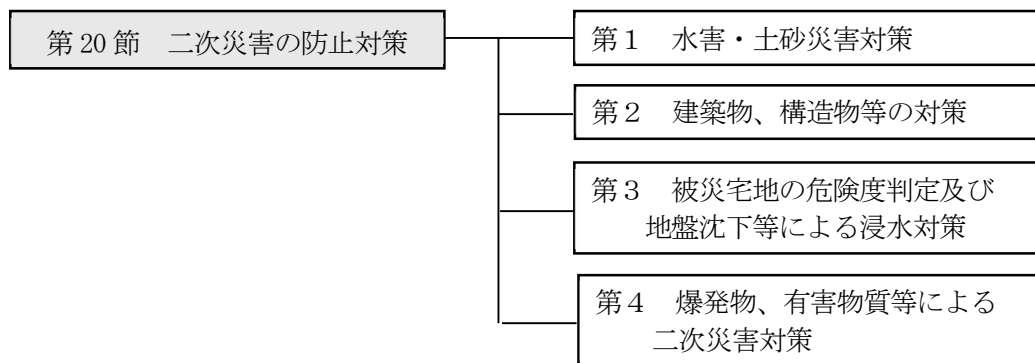 第20節　二次災害の防止対策
第１　水害・土砂災害対策
第２　建築物、構造物等の対策
第３　被災宅地の危険度判定及び
地盤沈下等による浸水対策
第４　爆発物、有害物質等による
二次災害対策